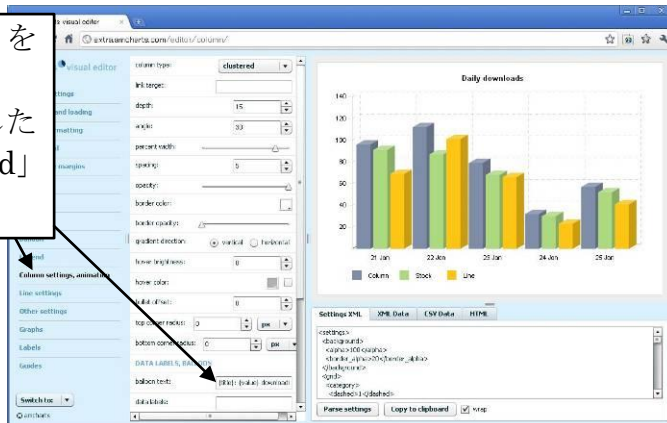 を
た
d」
visual editor
extra.amcharts.com/editor/column/
visual editor
and loading
margins
Column settings, animation
Line settings
Other settings
Graphs
Labels
Guides
Switch to:
amcharts
column type:
clustered
link target:
depth:
15
angle:
30
percent width:
spacing:
5
opacity:
border color:
border opacity:
gradient direction:
vertical
horizontal
hover brightness:
0
hover color:
bullet offset:
0
top corner radius:
0
px
bottom corner radius:
0
px
DATA LABELS, BALLOON
balloon text:
{title}: {value} download
data labels:
Daily downloads
140
120
100
80
60
40
20
21 Jan
22 Jan
23 Jan
24 Jan
25 Jan
Column
Stock
Line
Settings XML
XML Data
CSV Data
HTML
<settings>
<background>
<alpha>100</alpha>
<border_alpha>20</border_alpha>
</background>
<grid>
<category>
<dashed>1</dashed>
Parse settings
Copy to clipboard
wrap